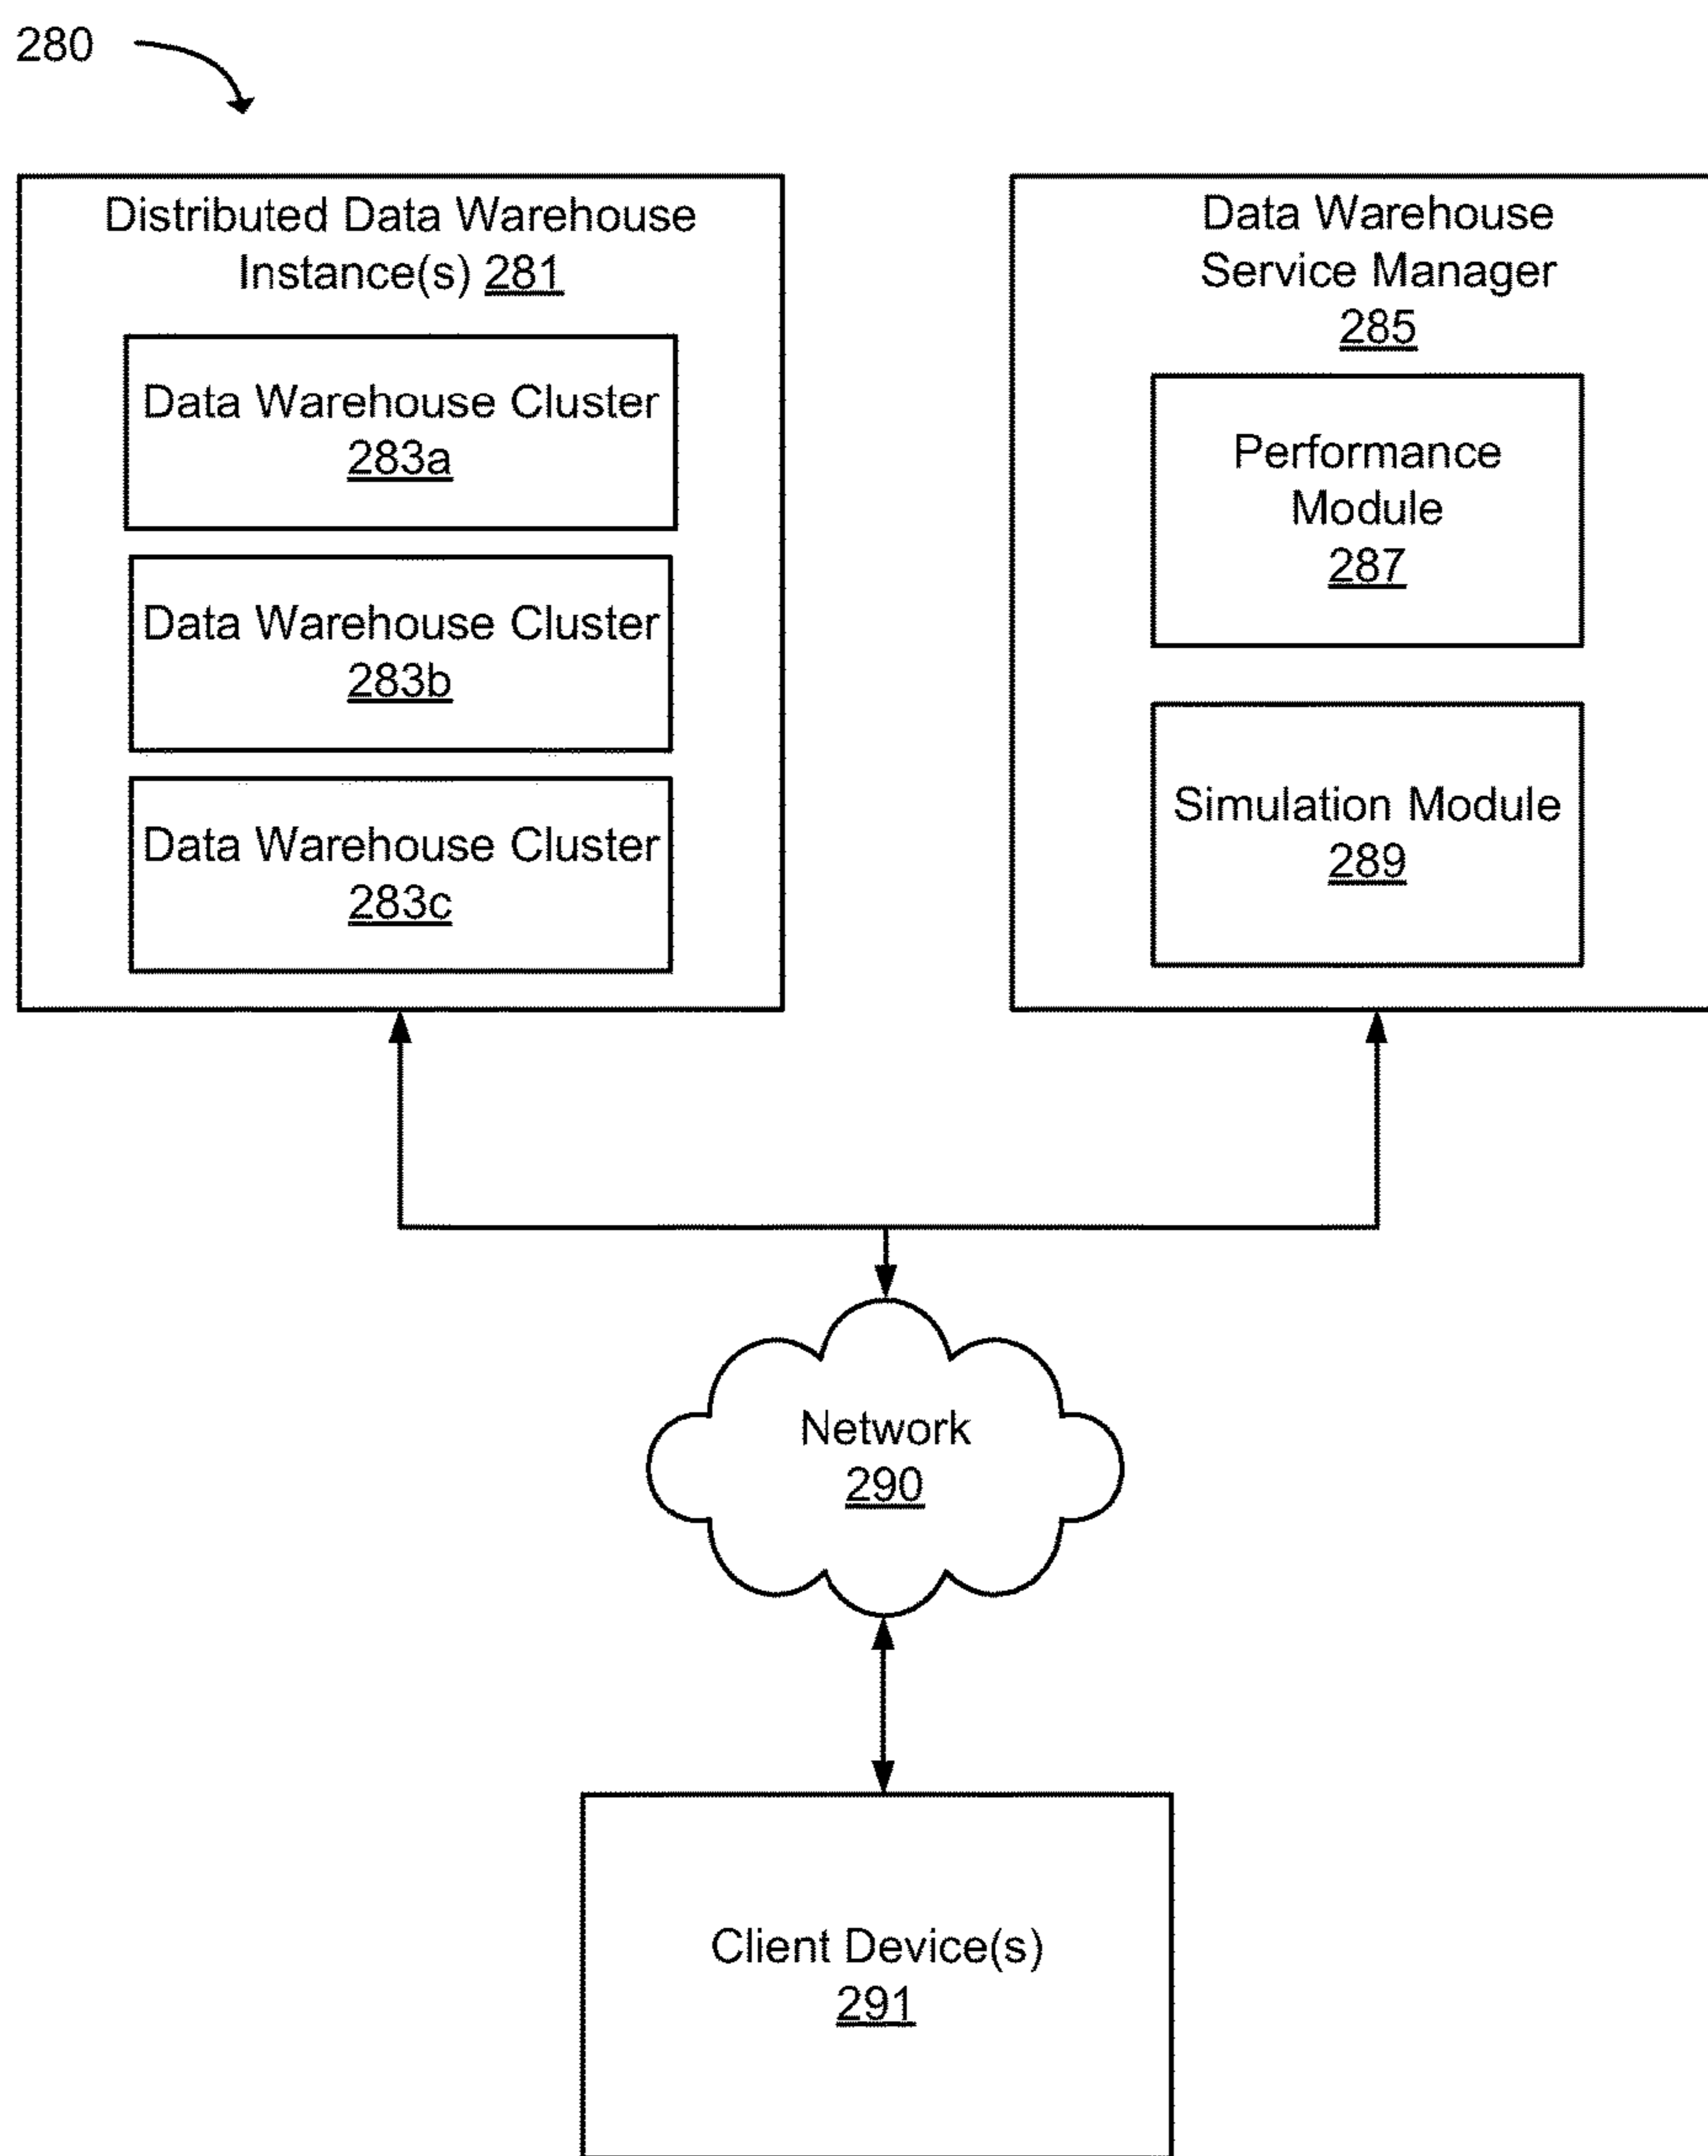 280
Distributed Data Warehouse
Instance(s) 281
Data Warehouse Cluster
283a
Data Warehouse Cluster
283b
Data Warehouse Cluster
283c
Data Warehouse
Service Manager
285
Performance
Module
287
Simulation Module
289
Network
290
Client Device(s)
291